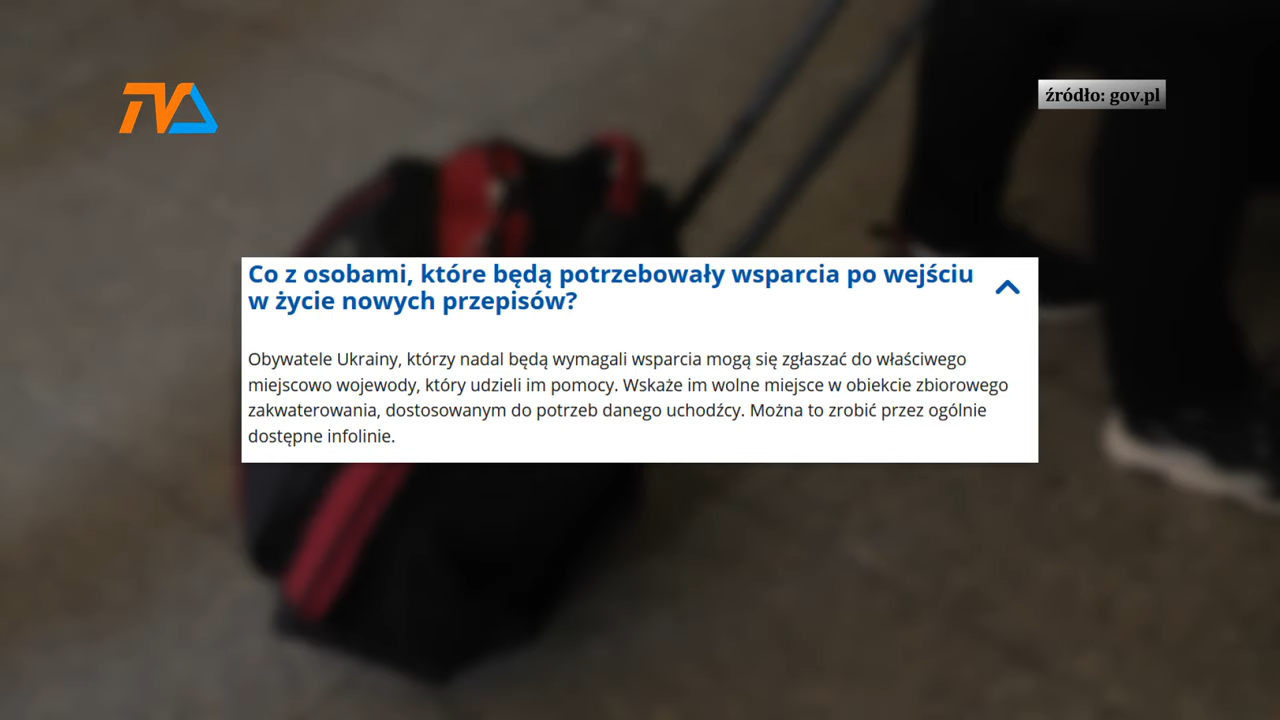 TVA
źródło: gov.pl
Co z osobami, które będą potrzebowały wsparcia po wejściu
w życie nowych przepisów?
Obywatele Ukrainy, którzy nadal będą wymagali wsparcia mogą się zgłaszać do właściwego
miejscowo wojewody, który udzieli im pomocy. Wskaże im wolne miejsce w obiekcie zbiorowego
zakwaterowania, dostosowanym do potrzeb danego uchodźcy. Można to zrobić przez ogólnie
dostępne infolinie.